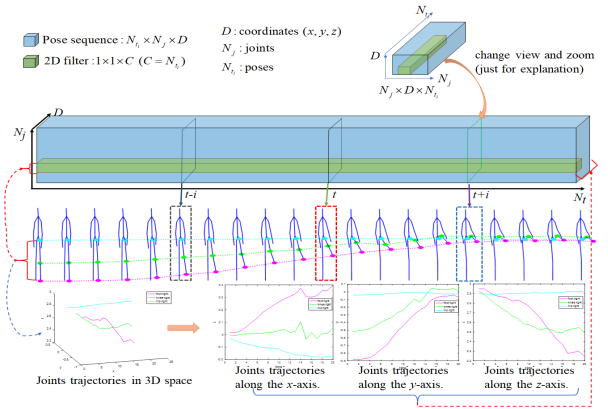 Pose sequence : N_{t_i} × N_j × D
2D filter : 1×1×C (C = N_{t_i})
D : coordinates (x, y, z)
N_j : joints
N_{t_i} : poses
N_{t_i}
D
N_j
N_j × D × N_{t_i}
change view and zoom
(just for explanation)
D
N_j
N_t
t-i
t
t+i
Joints trajectories in 3D space
Joints trajectories
along the x-axis.
Joints trajectories
along the y-axis.
Joints trajectories
along the z-axis.